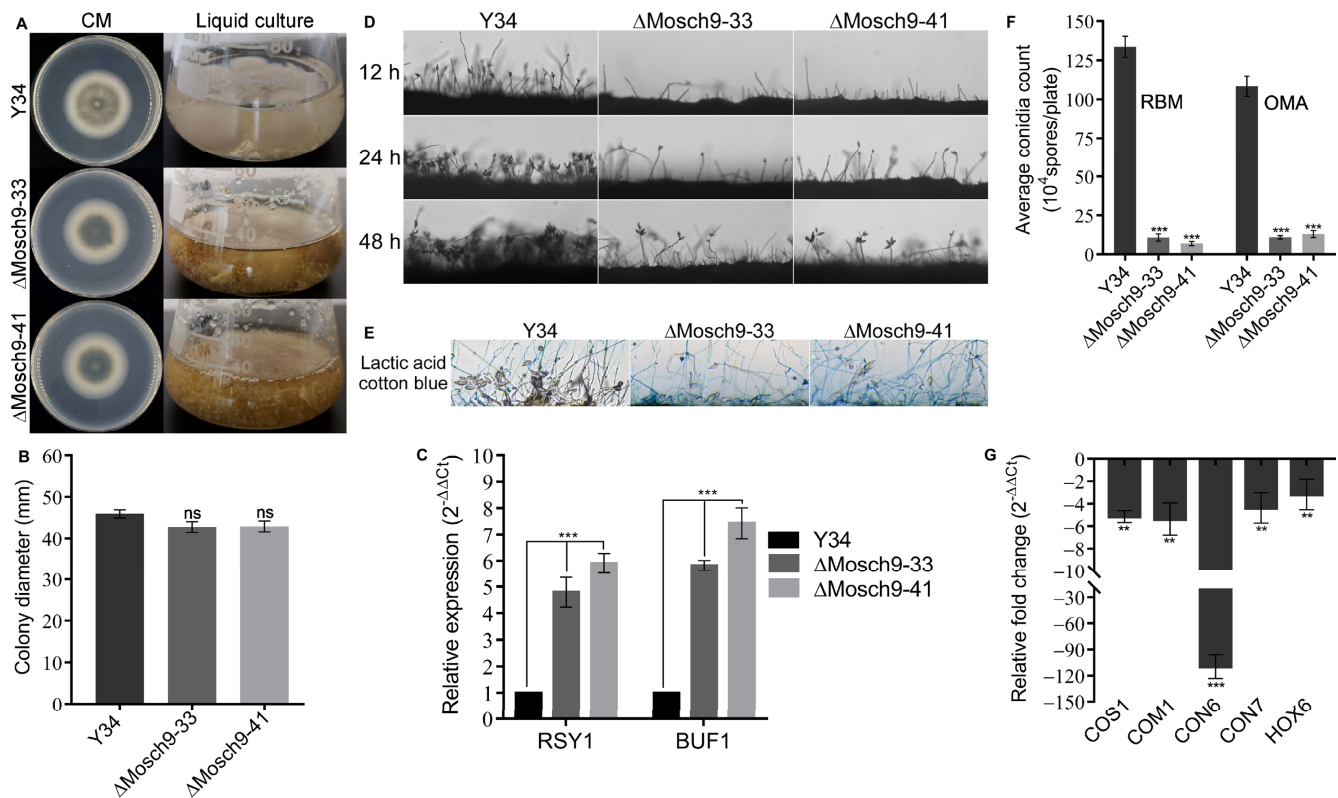 A
CM
Liquid culture
Y34
ΔMosch9-33
ΔMosch9-41
80
40
40
B
Colony diameter (mm)
60
50
40
30
20
10
0
ns
ns
Y34
ΔMosch9-33
ΔMosch9-41
C
Relative expression (2^-ΔΔCt)
10
9
8
7
6
5
4
3
2
1
0
***
***
RSY1
BUF1
Y34
ΔMosch9-33
ΔMosch9-41
D
Y34
ΔMosch9-33
ΔMosch9-41
12 h
24 h
48 h
E
Y34
ΔMosch9-33
ΔMosch9-41
Lactic acid
cotton blue
F
Average conidia count
(10^4 spores/plate)
150
125
100
75
50
25
0
RBM
OMA
***
***
***
***
Y34
ΔMosch9-33
ΔMosch9-41
Y34
ΔMosch9-33
ΔMosch9-41
G
Relative fold change (2^-ΔΔCt)
0
−2
−4
−6
−8
−10
−30
−60
−90
−120
−150
**
**
***
**
**
COS1
COM1
CON6
CON7
HOX6